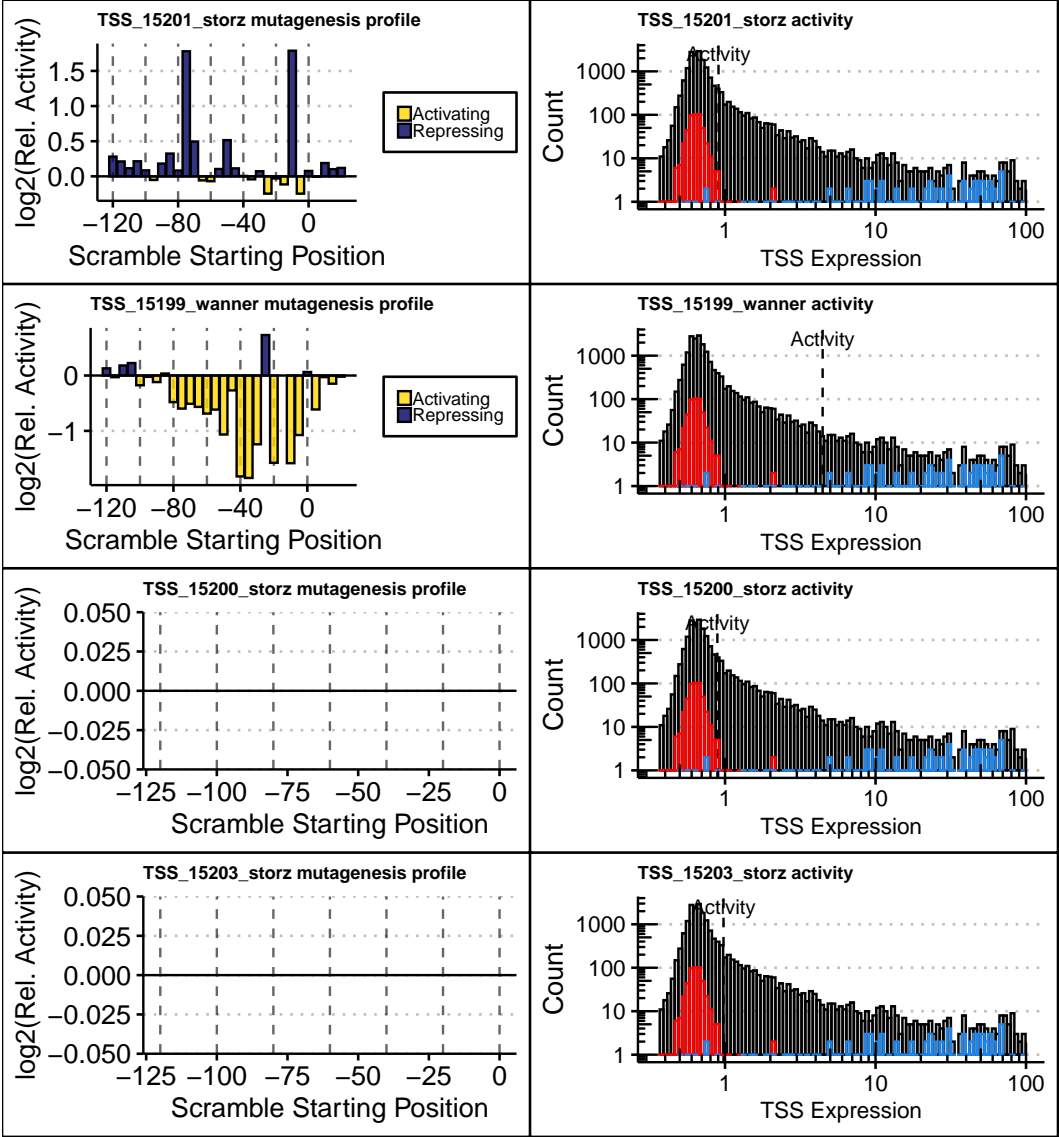 TSS_15201_storz mutagenesis profile
log2(Rel. Activity)
1.5
1.0
0.5
0.0
−120 −80 −40 0
Scramble Starting Position
Activating
Repressing
TSS_15201_storz activity
Activity
Count
1000
100
10
1
1 10 100
TSS Expression
TSS_15199_wanner mutagenesis profile
log2(Rel. Activity)
0
−1
−120 −80 −40 0
Scramble Starting Position
Activating
Repressing
TSS_15199_wanner activity
Activity
Count
1000
100
10
1
1 10 100
TSS Expression
TSS_15200_storz mutagenesis profile
log2(Rel. Activity)
0.050
0.025
0.000
−0.025
−0.050
−125 −100 −75 −50 −25 0
Scramble Starting Position
TSS_15200_storz activity
Activity
Count
1000
100
10
1
1 10 100
TSS Expression
TSS_15203_storz mutagenesis profile
log2(Rel. Activity)
0.050
0.025
0.000
−0.025
−0.050
−125 −100 −75 −50 −25 0
Scramble Starting Position
TSS_15203_storz activity
Activity
Count
1000
100
10
1
1 10 100
TSS Expression